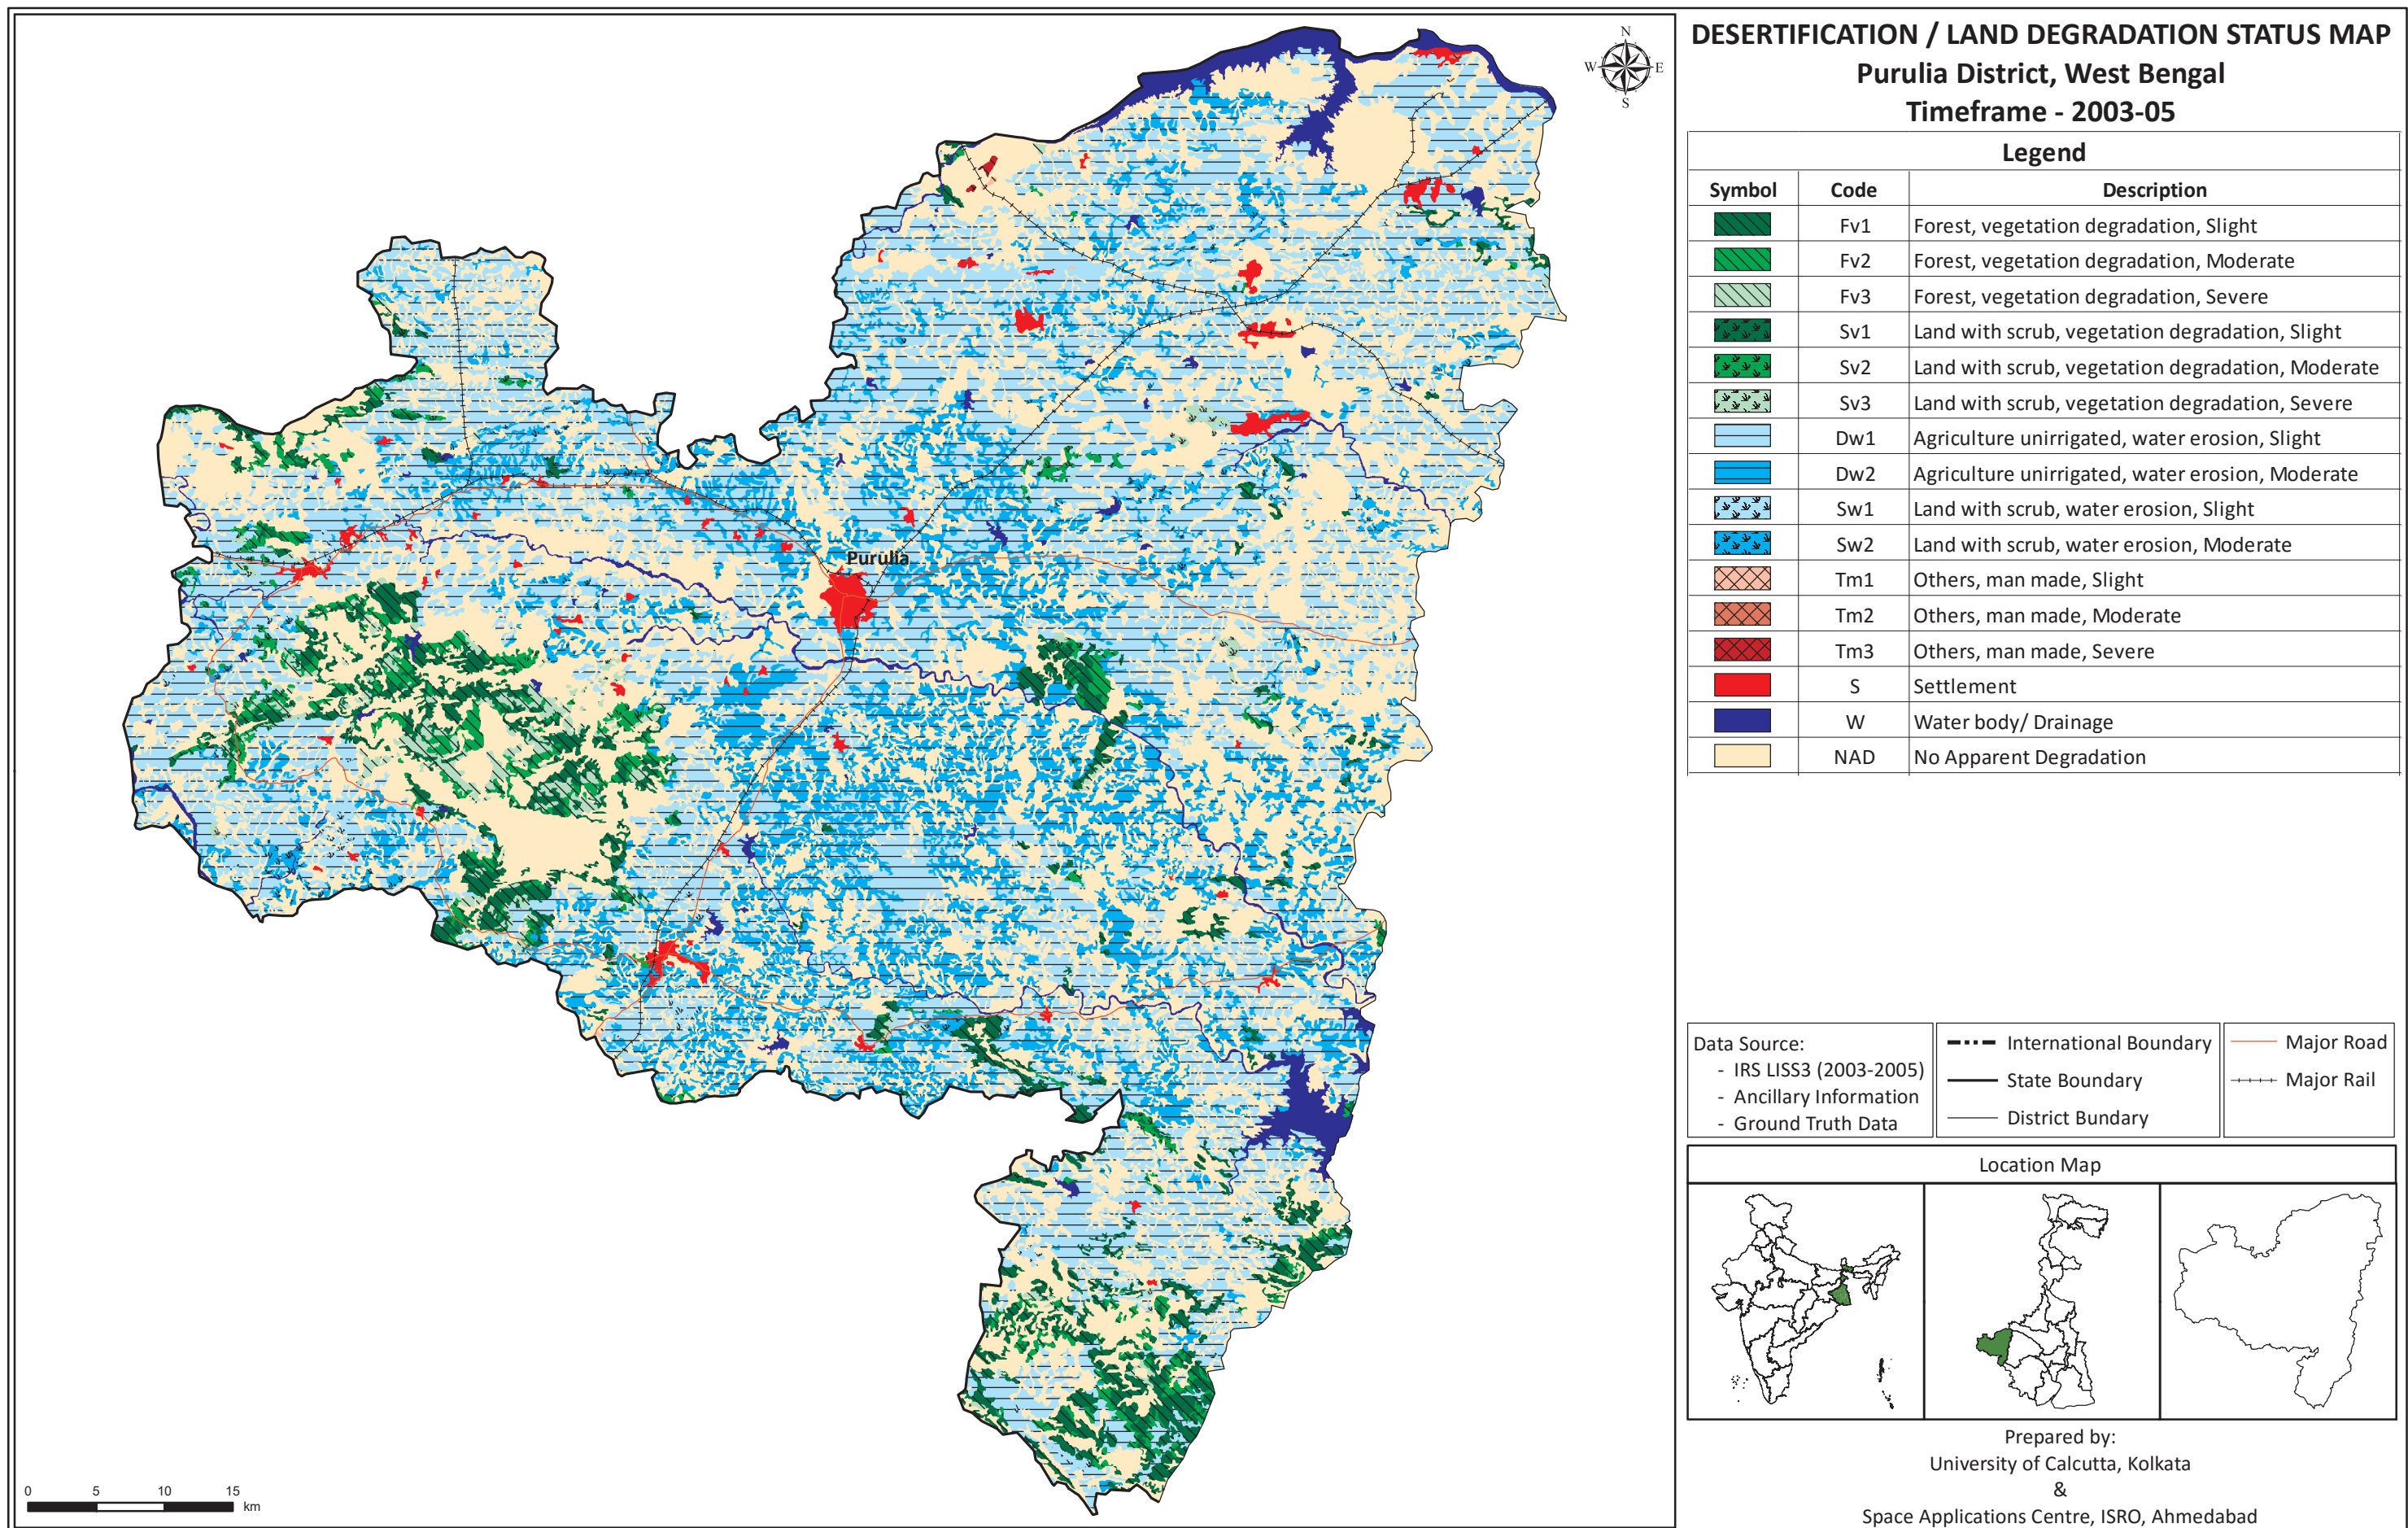 N
W
E
S
Purulia
0 5 10 15
km
DESERTIFICATION / LAND DEGRADATION STATUS MAP
Purulia District, West Bengal
Timeframe - 2003-05
Legend
Symbol Code Description
Fv1 Forest, vegetation degradation, Slight
Fv2 Forest, vegetation degradation, Moderate
Fv3 Forest, vegetation degradation, Severe
Sv1 Land with scrub, vegetation degradation, Slight
Sv2 Land with scrub, vegetation degradation, Moderate
Sv3 Land with scrub, vegetation degradation, Severe
Dw1 Agriculture unirrigated, water erosion, Slight
Dw2 Agriculture unirrigated, water erosion, Moderate
Sw1 Land with scrub, water erosion, Slight
Sw2 Land with scrub, water erosion, Moderate
Tm1 Others, man made, Slight
Tm2 Others, man made, Moderate
Tm3 Others, man made, Severe
S Settlement
W Water body/ Drainage
NAD No Apparent Degradation
Data Source:
- IRS LISS3 (2003-2005)
- Ancillary Information
- Ground Truth Data
International Boundary
State Boundary
District Bundary
Major Road
Major Rail
Location Map
Prepared by:
University of Calcutta, Kolkata
&
Space Applications Centre, ISRO, Ahmedabad